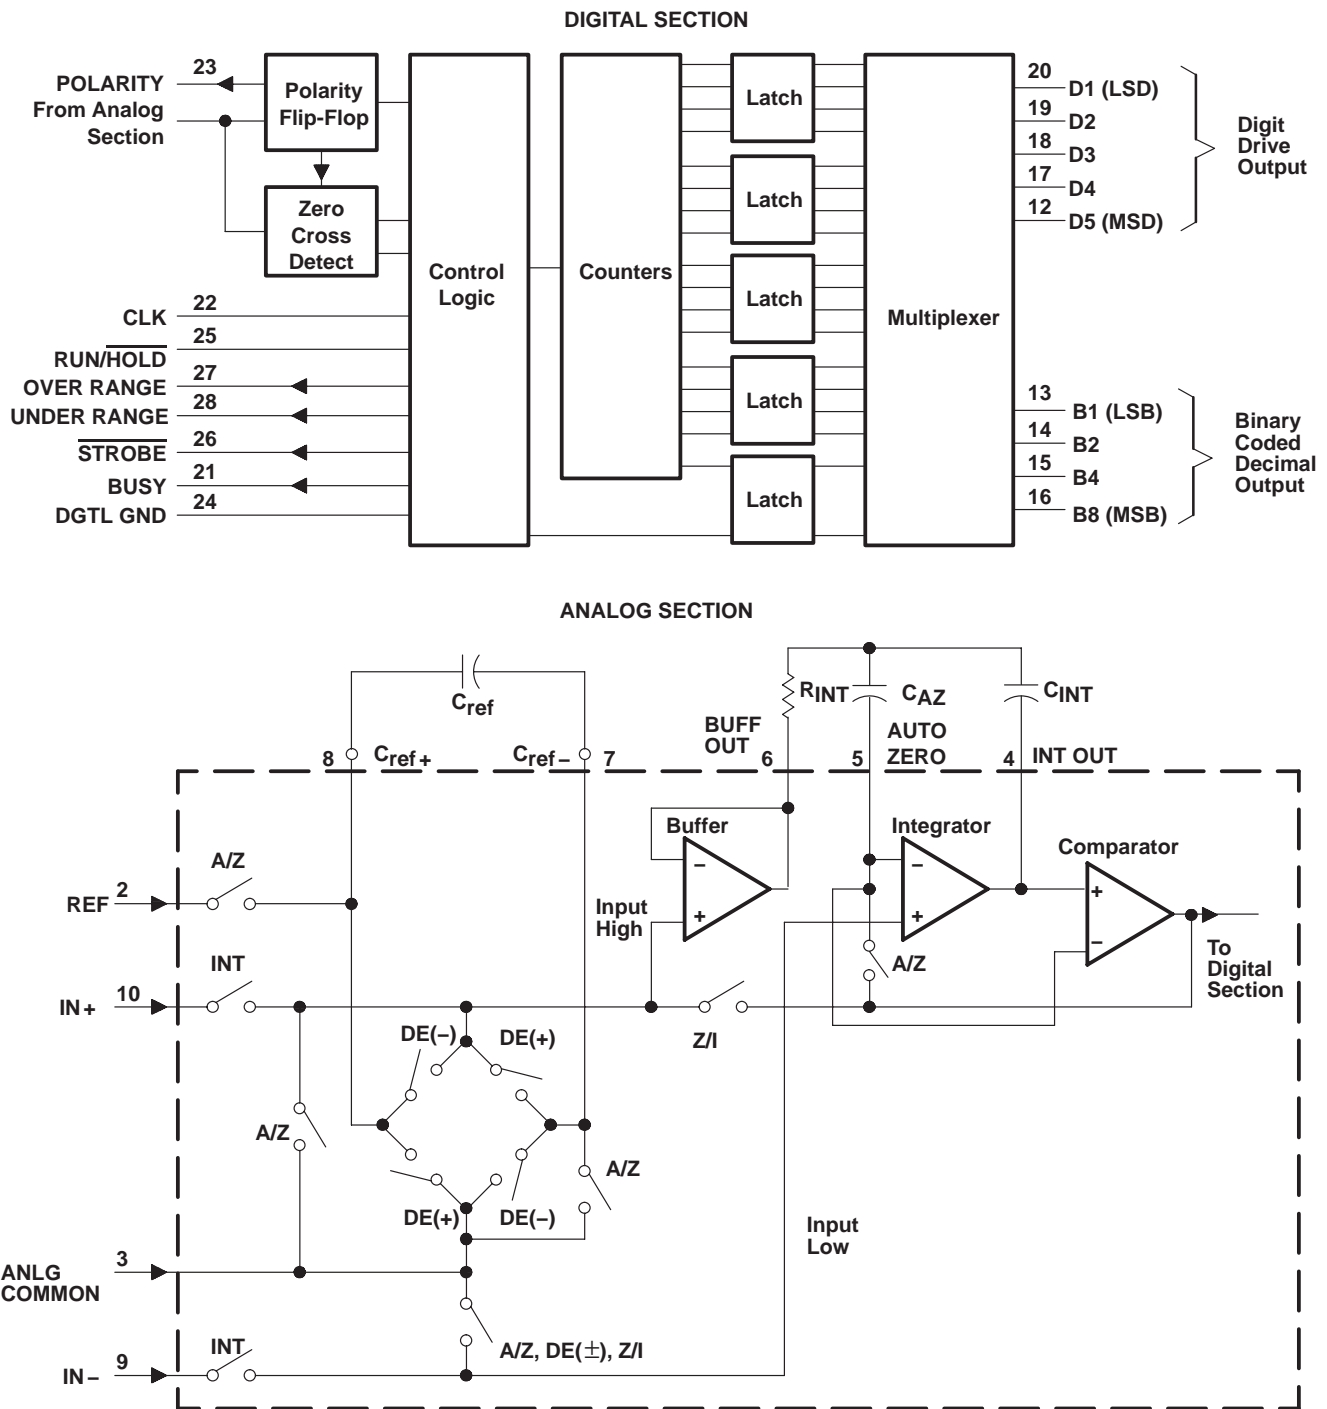 DIGITAL SECTION
23
POLARITY
From Analog
Section
Polarity
Flip-Flop
Zero
Cross
Detect
Control
Logic
Counters
Latch
Latch
Latch
Latch
Latch
Multiplexer
CLK
22
RUN/HOLD
25
OVER RANGE
27
UNDER RANGE
28
STROBE
26
BUSY
21
DGTL GND
24
20
D1 (LSD)
19
D2
18
D3
17
D4
12
D5 (MSD)
Digit
Drive
Output
13
B1 (LSB)
14
B2
15
B4
16
B8 (MSB)
Binary
Coded
Decimal
Output
ANALOG SECTION
Cref
8
Cref+
Cref–
7
BUFF
OUT
6
RINT
CAZ
AUTO
ZERO
5
CINT
4
INT OUT
Buffer
–
+
Integrator
–
+
Comparator
+
–
To
Digital
Section
Input
High
A/Z
REF
2
INT
IN+
10
A/Z
Z/I
DE(–)
DE(+)
A/Z
A/Z
DE(+)
DE(–)
Input
Low
3
ANLG
COMMON
A/Z, DE(±), Z/I
INT
IN–
9